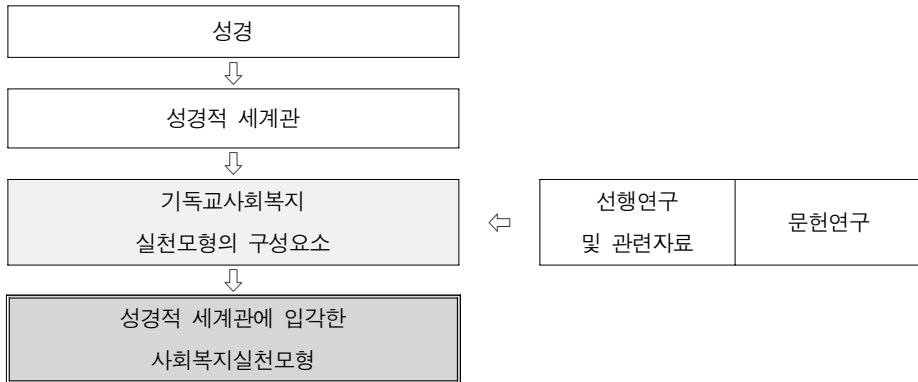 성경
성경적 세계관
기독교사회복지
실천모형의 구성요소
선행연구
및 관련자료
문헌연구
성경적 세계관에 입각한
사회복지실천모형